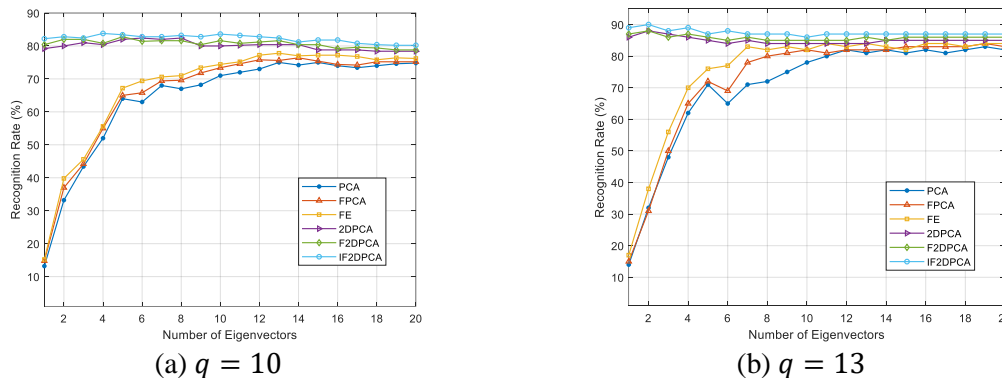 90
80
70
60
50
40
30
20
10
Recognition Rate (%)
PCA
FPCA
FE
2DPCA
F2DPCA
IF2DPCA
2 4 6 8 10 12 14 16 18 20
Number of Eigenvectors
(a) q = 10
90
80
70
60
50
40
30
20
10
Recognition Rate (%)
PCA
FPCA
FE
2DPCA
F2DPCA
IF2DPCA
2 4 6 8 10 12 14 16 18
Number of Eigenvectors
(b) q = 13